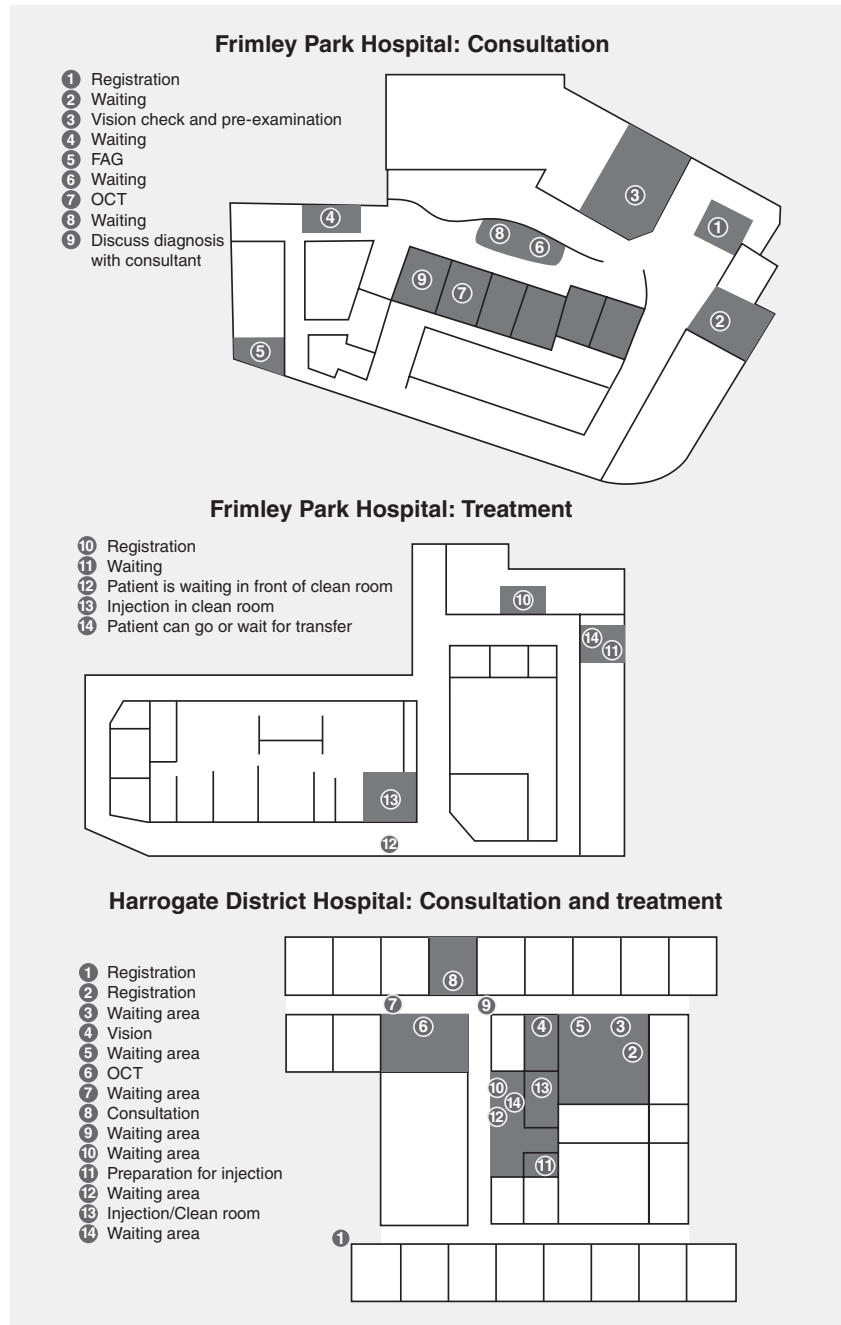 Frimley Park Hospital: Consultation
1 Registration
2 Waiting
3 Vision check and pre-examination
4 Waiting
5 FAG
6 Waiting
7 OCT
8 Waiting
9 Discuss diagnosis
with consultant
3
1
4
8
6
9
7
2
5
Frimley Park Hospital: Treatment
10 Registration
11 Waiting
12 Patient is waiting in front of clean room
13 Injection in clean room
14 Patient can go or wait for transfer
10
14
11
13
12
Harrogate District Hospital: Consultation and treatment
1 Registration
2 Registration
3 Waiting area
4 Vision
5 Waiting area
6 OCT
7 Waiting area
8 Consultation
9 Waiting area
10 Waiting area
11 Preparation for injection
12 Waiting area
13 Injection/Clean room
14 Waiting area
8
7
9
6
4
5
3
2
10
13
14
12
11
1